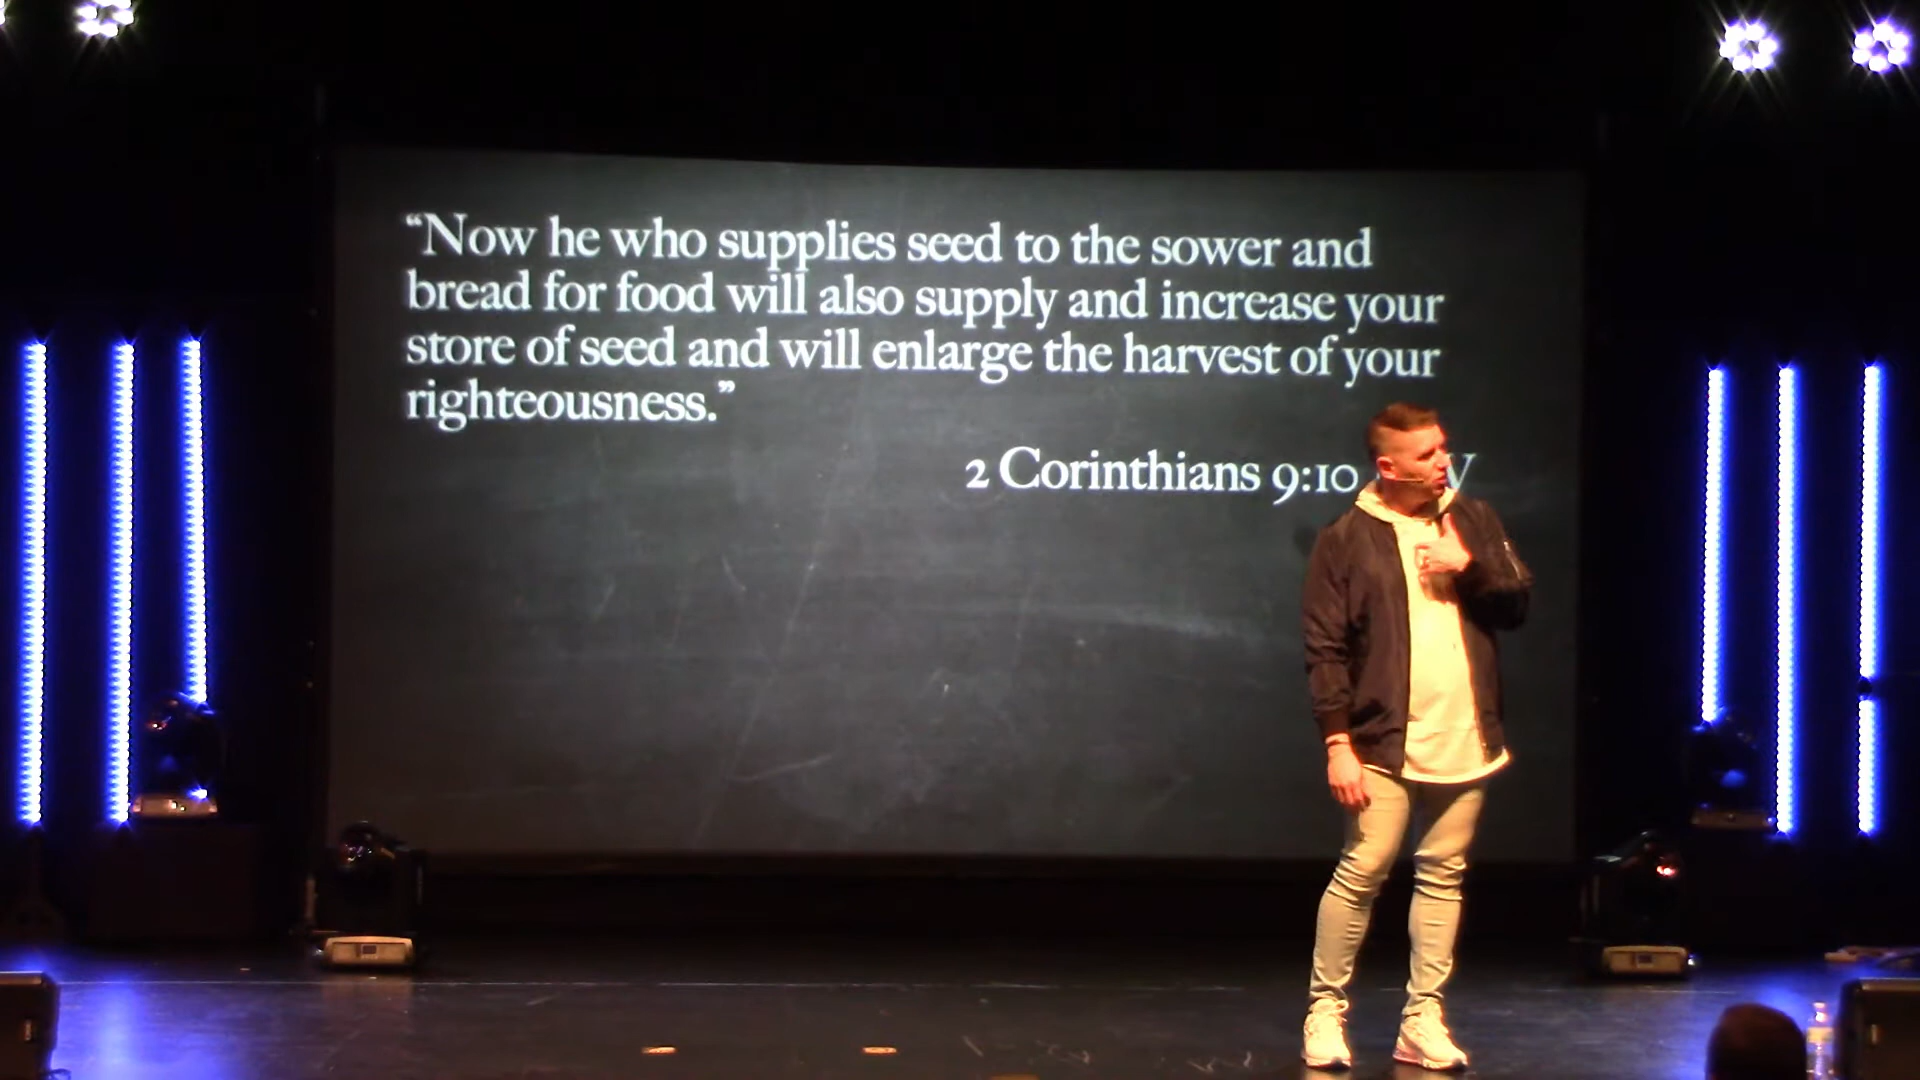 “Now he who supplies seed to the sower and
bread for food will also supply and increase your
store of seed and will enlarge the harvest of your
righteousness.”
2 Corinthians 9:10